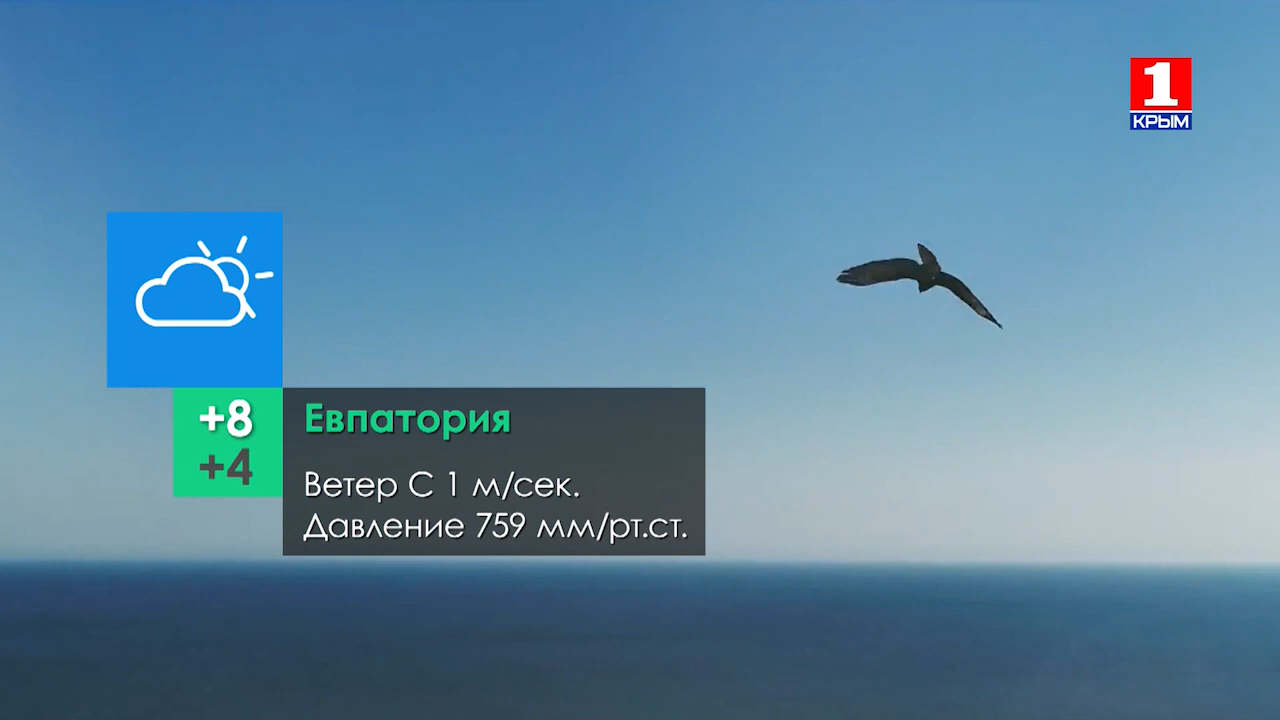 1
КРЫМ
+8
+4
Евпатория
Ветер С 1 м/сек.
Давление 759 мм/рт.ст.